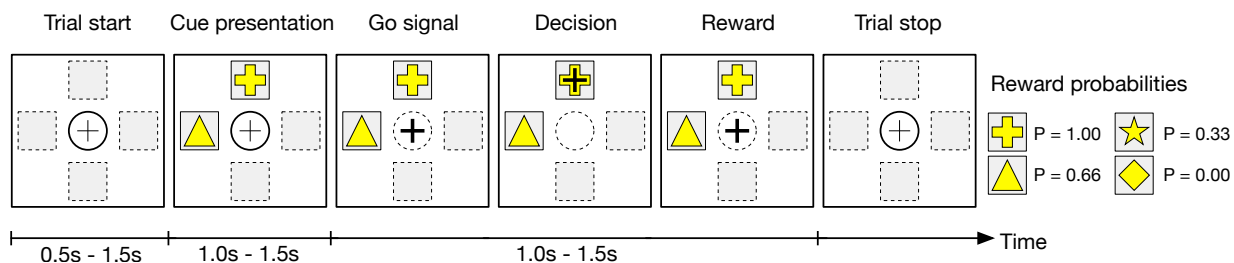 Trial start
Cue presentation
Go signal
Decision
Reward
Trial stop
Reward probabilities
P = 1.00
P = 0.33
P = 0.66
P = 0.00
Time
0.5s - 1.5s
1.0s - 1.5s
1.0s - 1.5s